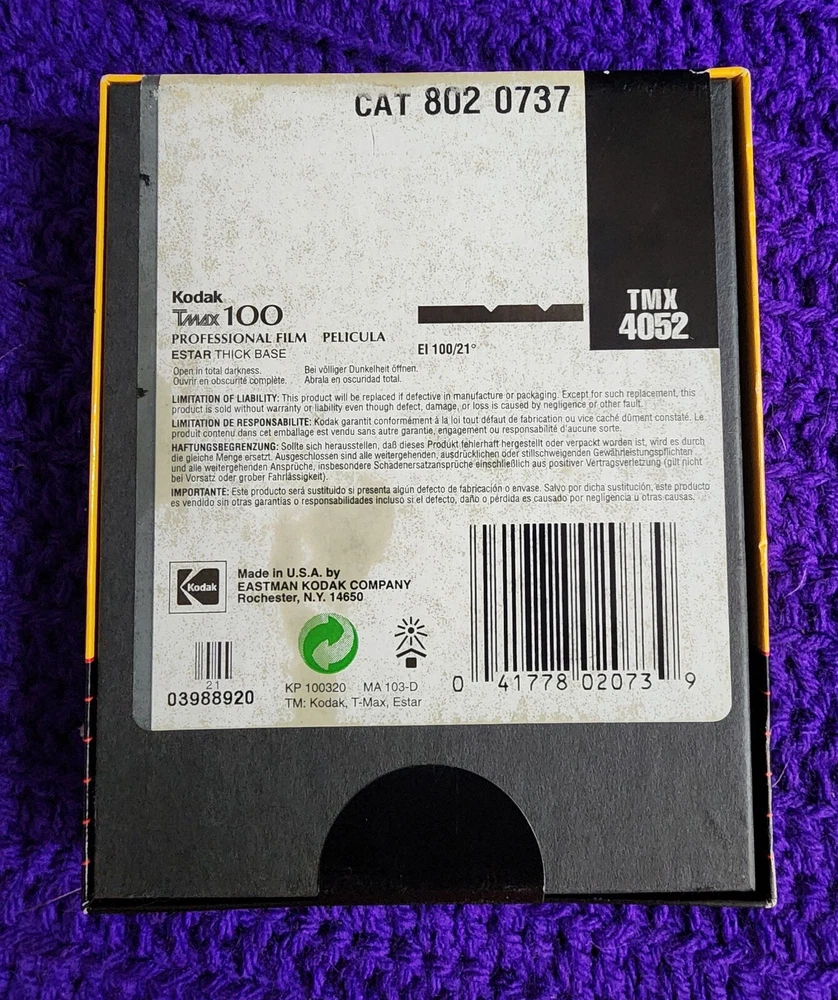 CAT 802 0737
Kodak
TMAX 100
PROFESSIONAL FILM PELICULA
ESTAR THICK BASE
EI 100/21°
TMX
4052
Open in total darkness. Bei völliger Dunkelheit öffnen.
Ouvrir en obscurité complète. Abrala en oscuridad total.
LIMITATION OF LIABILITY: This product will be replaced if defective in manufacture or packaging. Except for such replacement, this
product is sold without warranty or liability even though defect, damage, or loss is caused by negligence or other fault.
LIMITATION DE RESPONSABILITE: Kodak garantit conformément à la loi tout défaut de fabrication ou vice caché dûment constaté. Le
produit contenu dans cet emballage est vendu sans autre garantie, engagement ou responsabilité d'aucune sorte.
HAFTUNGSBEGRENZUNG: Sollte sich herausstellen, daß dieses Produkt fehlerhaft hergestellt oder verpackt worden ist, wird es durch
die gleiche Menge ersetzt. Ausgeschlossen sind alle weitergehenden, ausdrücklichen oder stillschweigenden Gewährleistungspflichten
und alle weitergehenden Ansprüche, insbesondere Schadenersatzansprüche einschließlich aus positiver Vertragsverletzung (gilt nicht
bei Vorsatz oder grober Fahrlässigkeit).
IMPORTANTE: Este producto será sustituido si presenta algún defecto de fabricación o envase. Salvo por dicha sustitución, este producto
es vendido sin otras garantías o responsabilidades incluso si el defecto, daño o pérdida es causado por negligencia u otras causas.
Kodak
Made in U.S.A. by
EASTMAN KODAK COMPANY
Rochester, N.Y. 14650
21
03988920
KP 100320 MA 103-D
TM: Kodak, T-Max, Estar
0 41778 02073 9